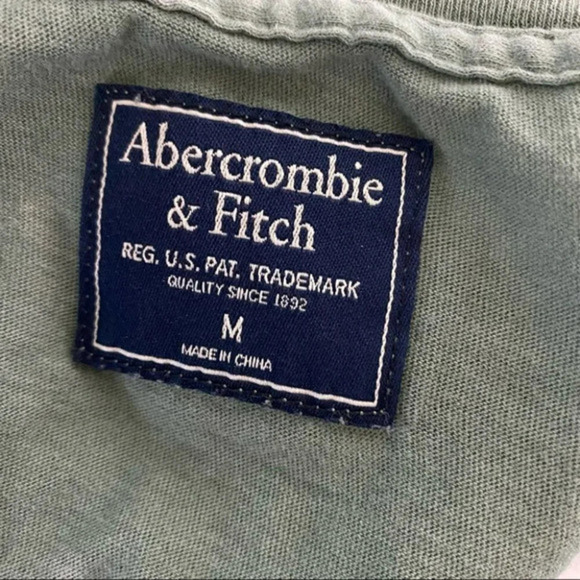 Abercrombie
& Fitch
REG. U.S. PAT. TRADEMARK
QUALITY SINCE 1892
M
MADE IN CHINA